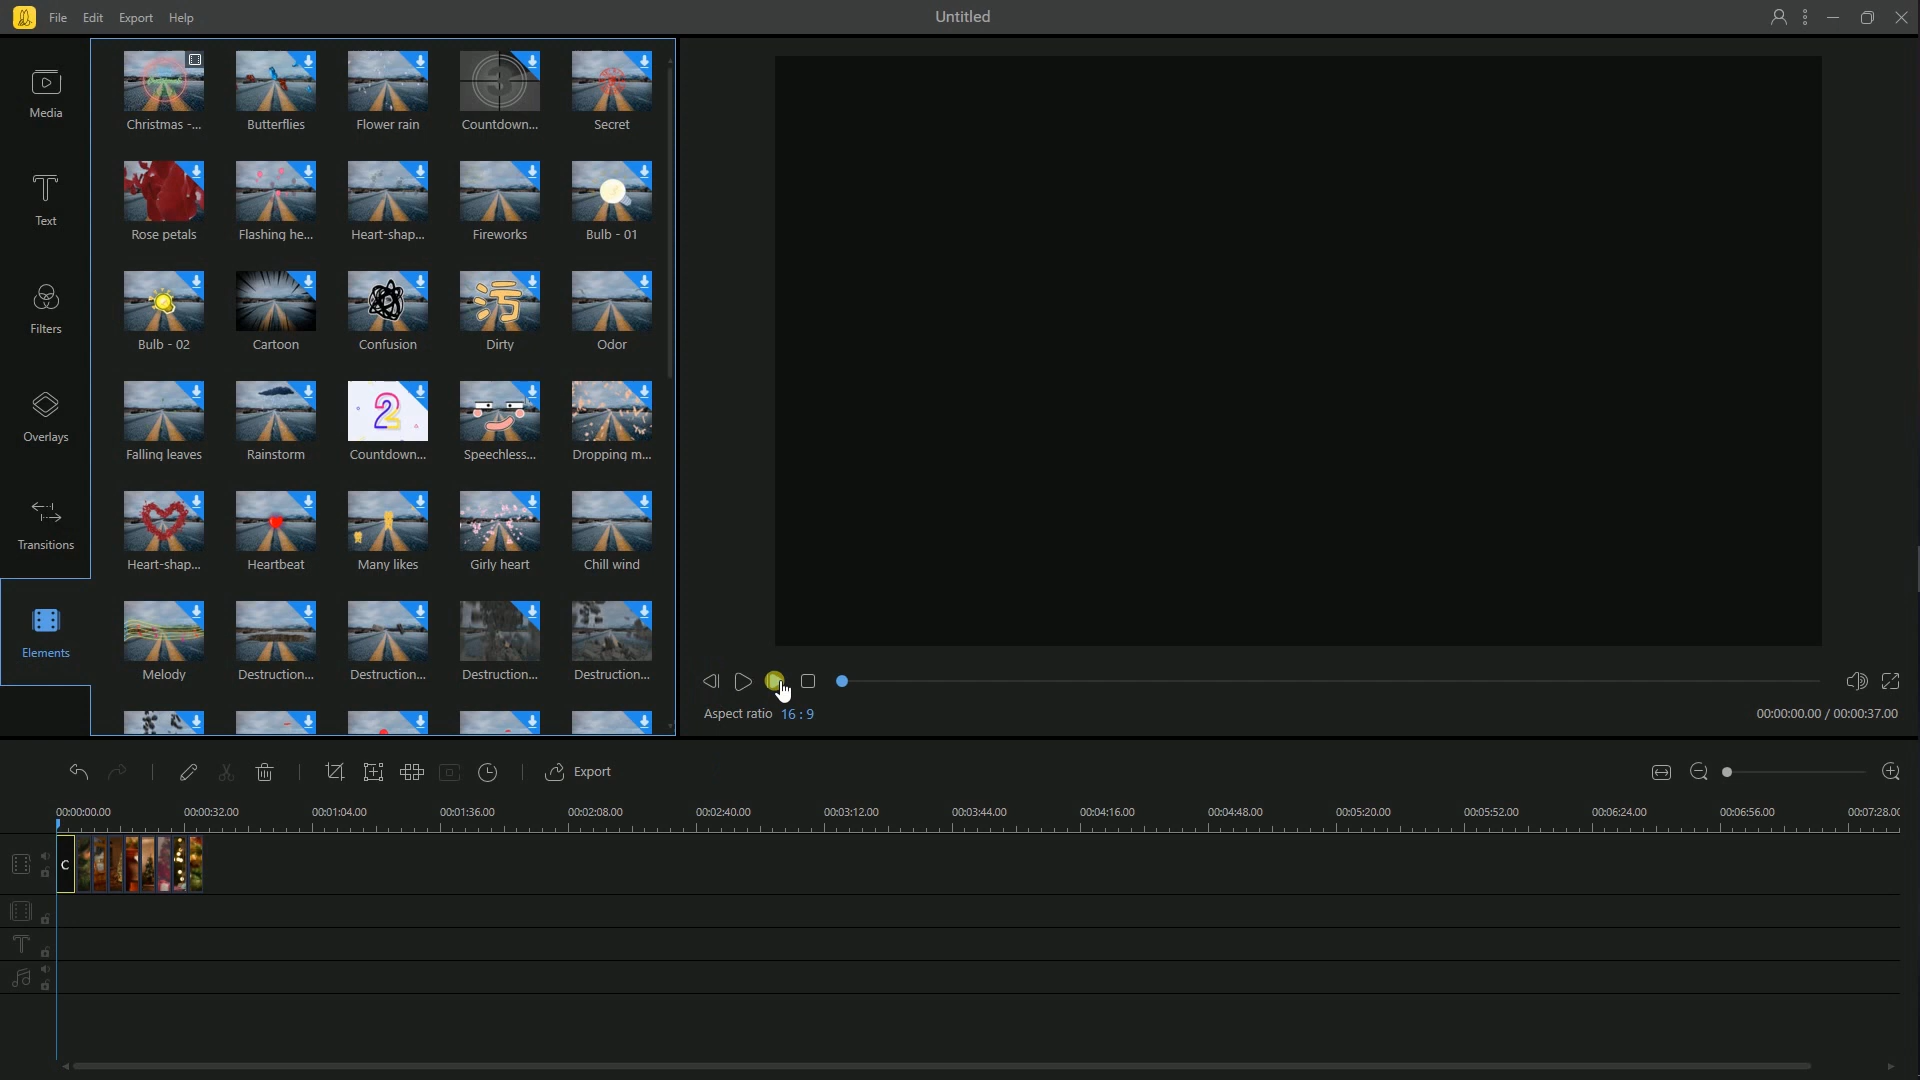 File Edit Export Help
Untitled
Media
Text
Filters
Overlays
Transitions
Elements
Christmas -...
Butterflies
Flower rain
3
Countdown...
Secret
Rose petals
Flashing he...
Heart-shap...
Fireworks
Bulb - 01
Bulb - 02
Cartoon
Confusion
污
Dirty
Odor
Falling leaves
Rainstorm
2
Countdown...
Speechless...
Dropping m...
Heart-shap...
Heartbeat
Many likes
Girly heart
Chill wind
Melody
Destruction...
Destruction...
Destruction...
Destruction...
Aspect ratio 16 : 9
00:00:00.00 / 00:00:37.00
Export
00:00:00.00 00:00:32.00 00:01:04.00 00:01:36.00 00:02:08.00 00:02:40.00 00:03:12.00 00:03:44.00 00:04:16.00 00:04:48.00 00:05:20.00 00:05:52.00 00:06:24.00 00:06:56.00 00:07:28.00
C